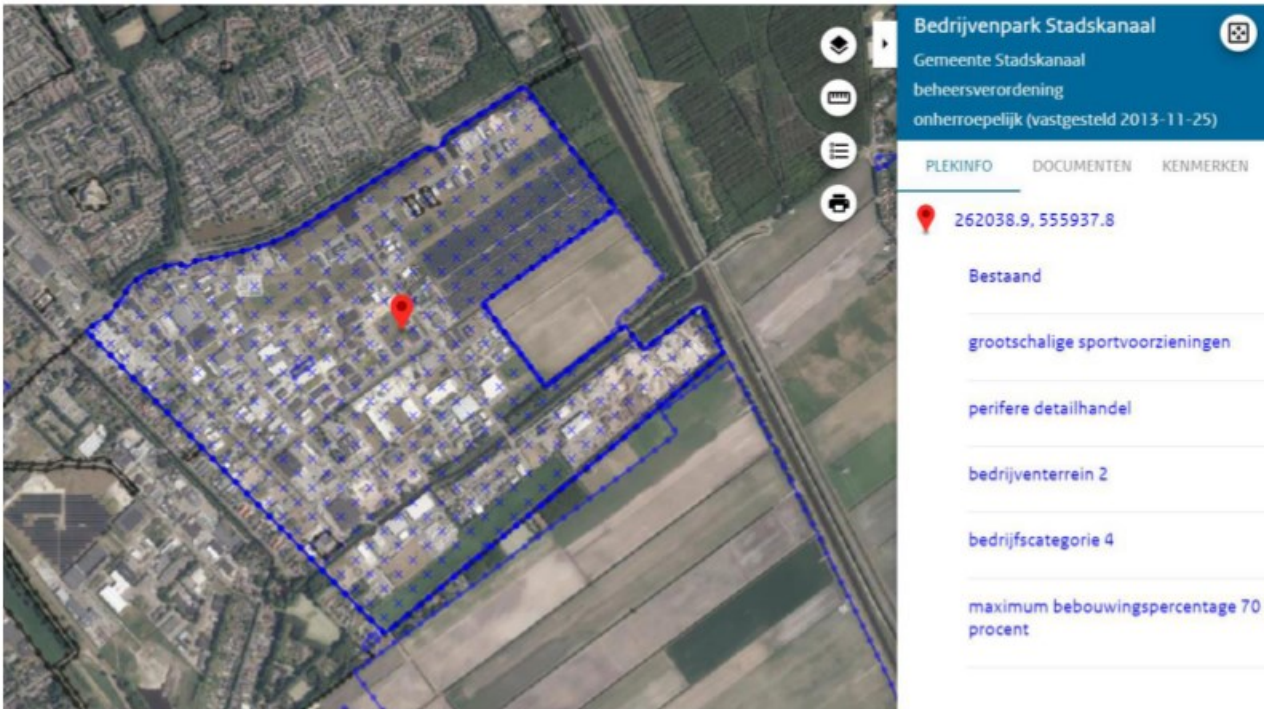 Bedrijvenpark Stadskanaal
Gemeente Stadskanaal
beheersverordening
onherroepelijk (vastgesteld 2013-11-25)
PLEKINFO DOCUMENTEN KENMERKEN
262038.9, 555937.8
Bestaand
grootschalige sportvoorzieningen
perifere detailhandel
bedrijventerrein 2
bedrijfscategorie 4
maximum bebouwingspercentage 70
procent